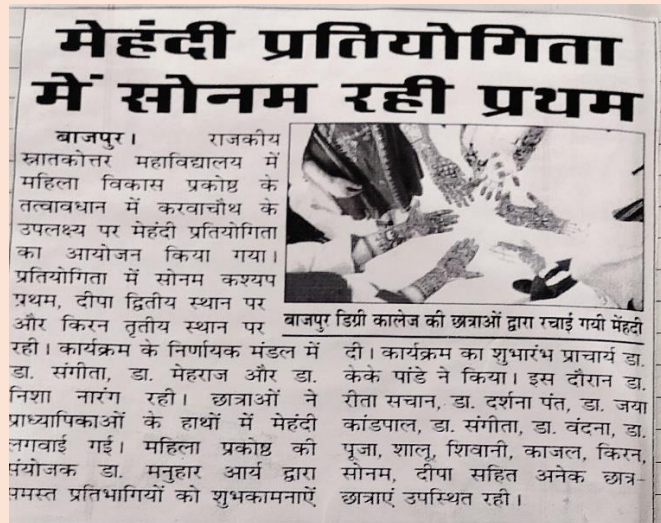 मेहंदी प्रतियोगिता
में सोनम रही प्रथम
बाजपुर। राजकीय
स्नातकोत्तर महाविद्यालय में
महिला विकास प्रकोष्ठ के
तत्वावधान में करवाचौथ के
उपलक्ष्य पर मेहंदी प्रतियोगिता
का आयोजन किया गया।
प्रतियोगिता में सोनम कश्यप
प्रथम, दीपा द्वितीय स्थान पर
और किरन तृतीय स्थान पर
रही। कार्यक्रम के निर्णायक मंडल में
डा. संगीता, डा. मेहराज और डा.
निशा नारंग रही। छात्राओं ने
प्राध्यापिकाओं के हाथों में मेहंदी
लगवाई गई। महिला प्रकोष्ठ की
संयोजक डा. मनुहार आर्य द्वारा
समस्त प्रतिभागियों को शुभकामनाऐं
बाजपुर डिग्री कालेज की छात्राओं द्वारा रचाई गयी मेंहदी
दी। कार्यक्रम का शुभारंभ प्राचार्य डा.
केके पांडे ने किया। इस दौरान डा.
रीता सचान, डा. दर्शना पंत, डा. जया
कांडपाल, डा. संगीता, डा. वंदना, डा.
पूजा, शालू, शिवानी, काजल, किरन,
सोनम, दीपा सहित अनेक छात्र-
छात्राएं उपस्थित रही।